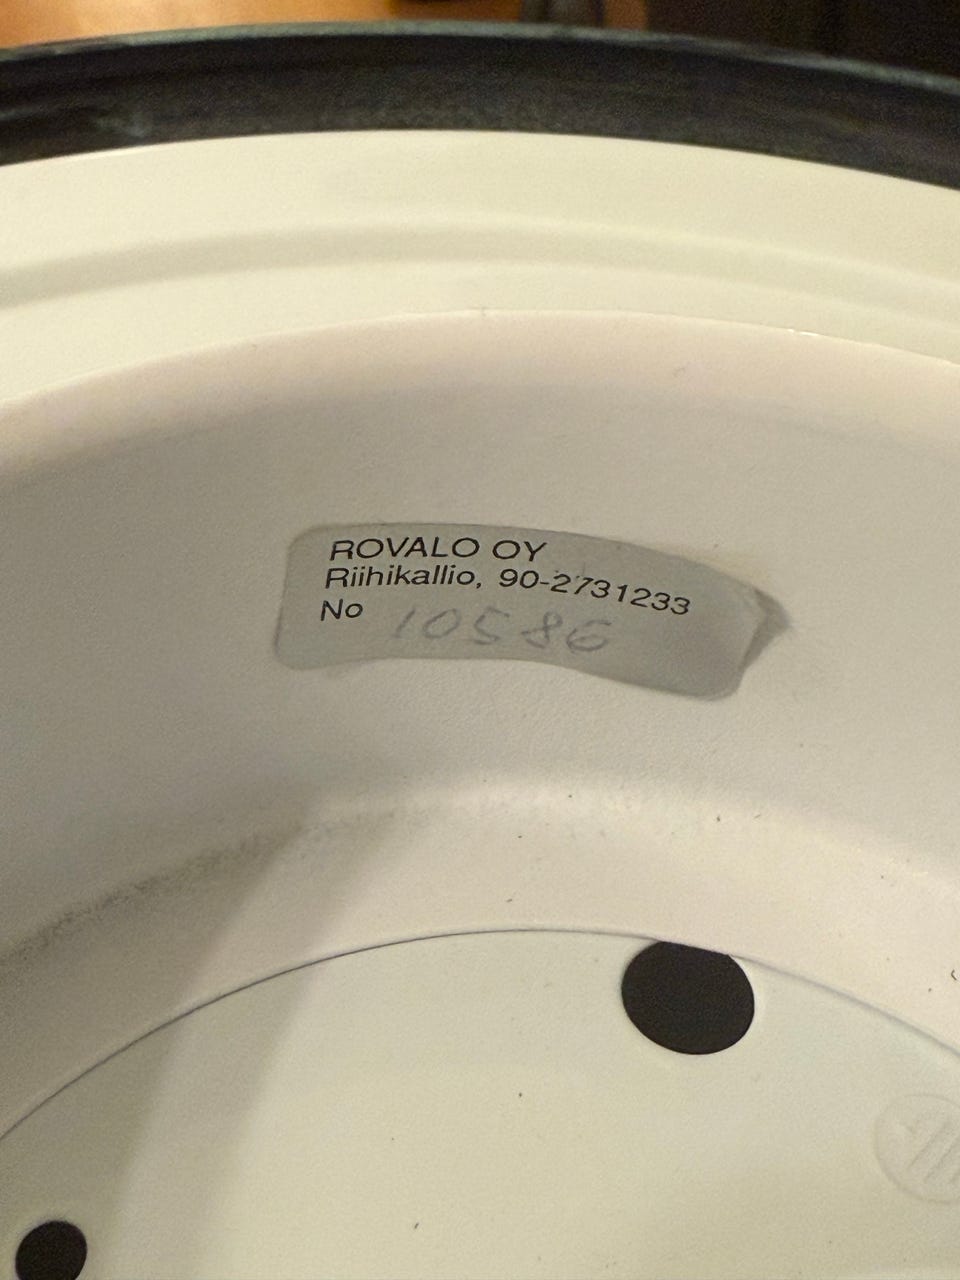 ROVALO OY
Riihikallio, 90-2731233
No 10586